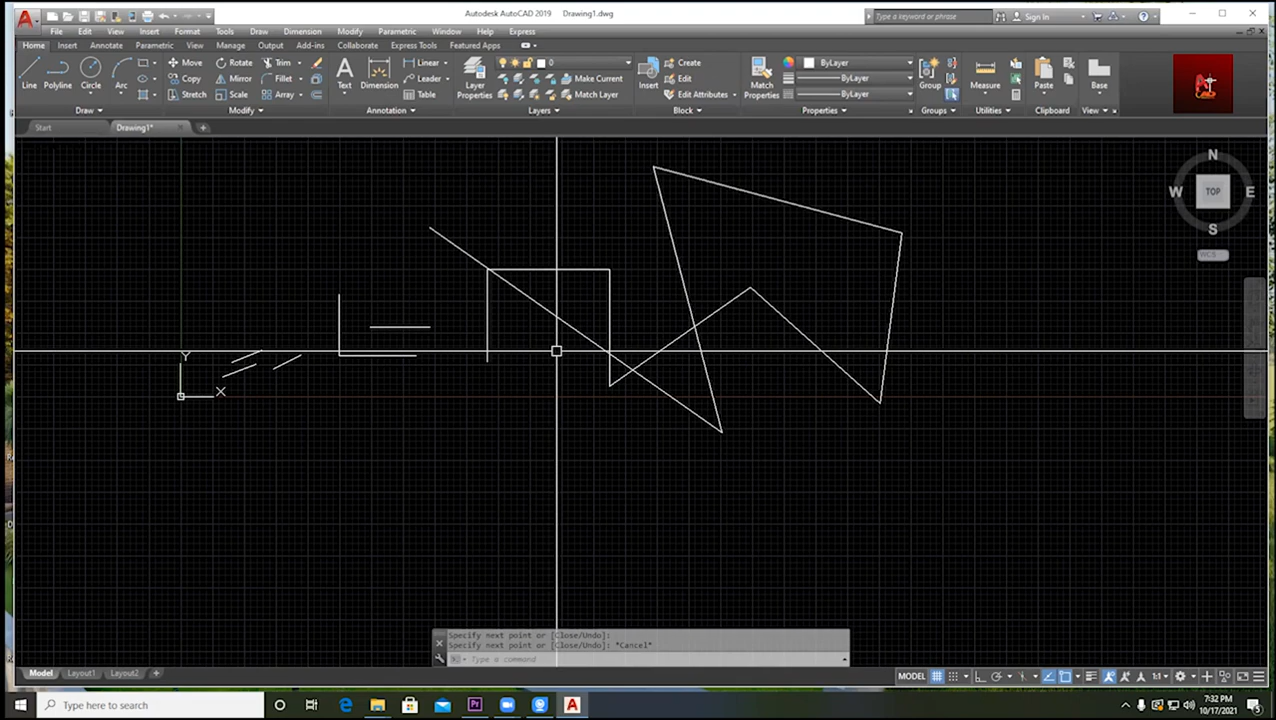 Autodesk AutoCAD 2019 Drawing1.dwg
Type a keyword or phrase
Sign In
File Edit View Insert Format Tools Draw Dimension Modify Parametric Window Help Express
Home Insert Annotate Parametric View Manage Output Add-ins Collaborate Express Tools Featured Apps
Line
Polyline
Circle
Arc
Draw
Move
Rotate
Trim
Copy
Mirror
Fillet
Stretch
Scale
Array
Modify
Text
Dimension
Linear
Leader
Table
Annotation
Layer
Properties
0
Make Current
Match Layer
Layers
Insert
Create
Edit
Edit Attributes
Block
Match
Properties
ByLayer
ByLayer
ByLayer
Properties
Group
Groups
Measure
Utilities
Paste
Clipboard
Base
View
Start
Drawing1*
N
W
TOP
E
S
WCS
Y
X
Specify next point or [Close/Undo]:
Specify next point or [Close/Undo]: *Cancel*
Type a command
Model Layout1 Layout2
MODEL
1:1
Type here to search
7:32 PM
10/17/2021